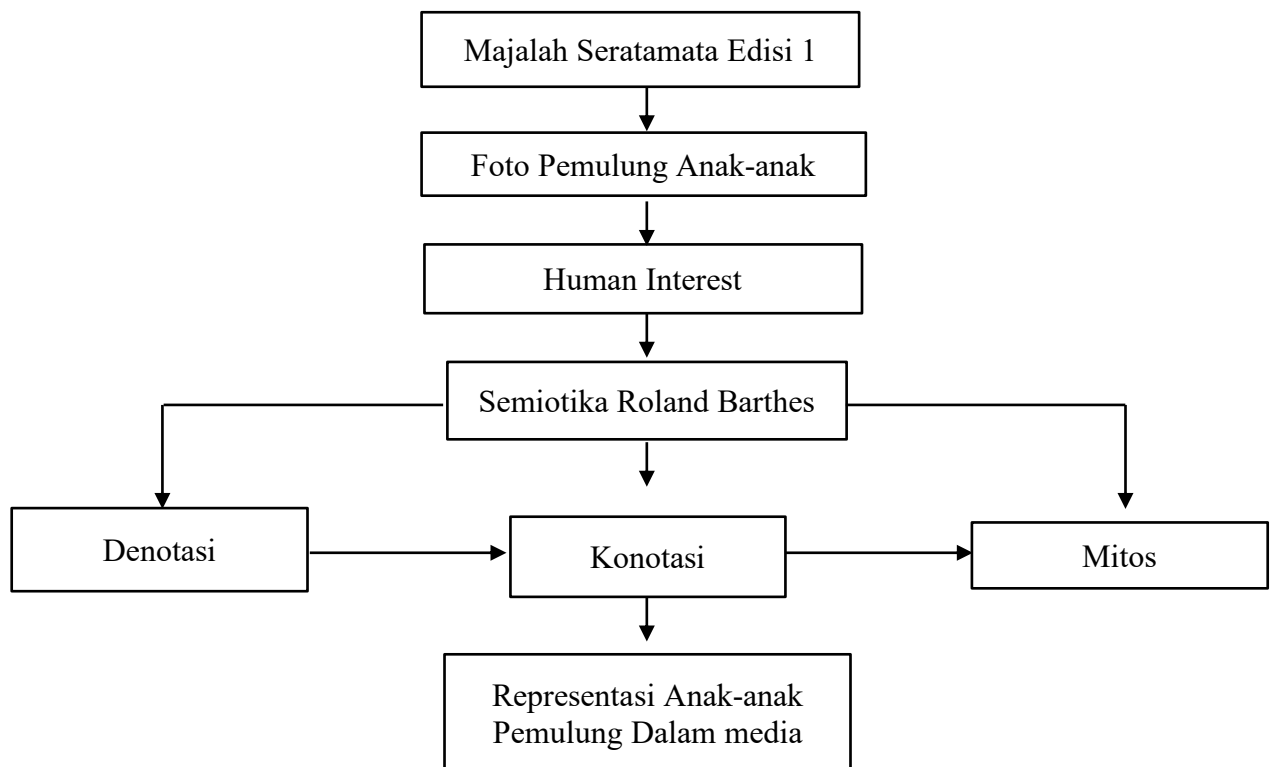 Majalah Seratamata Edisi 1
Foto Pemulung Anak-anak
Human Interest
Semiotika Roland Barthes
Denotasi
Konotasi
Mitos
Representasi Anak-anak
Pemulung Dalam media